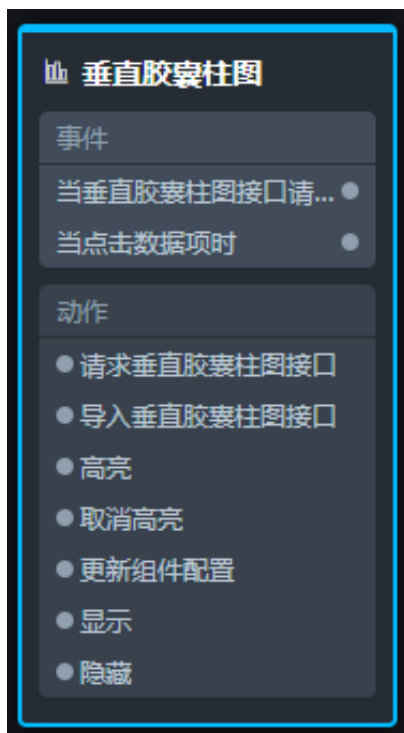 垂直胶囊柱图
事件
当垂直胶囊柱图接口请...
当点击数据项时
动作
请求垂直胶囊柱图接口
导入垂直胶囊柱图接口
高亮
取消高亮
更新组件配置
显示
隐藏